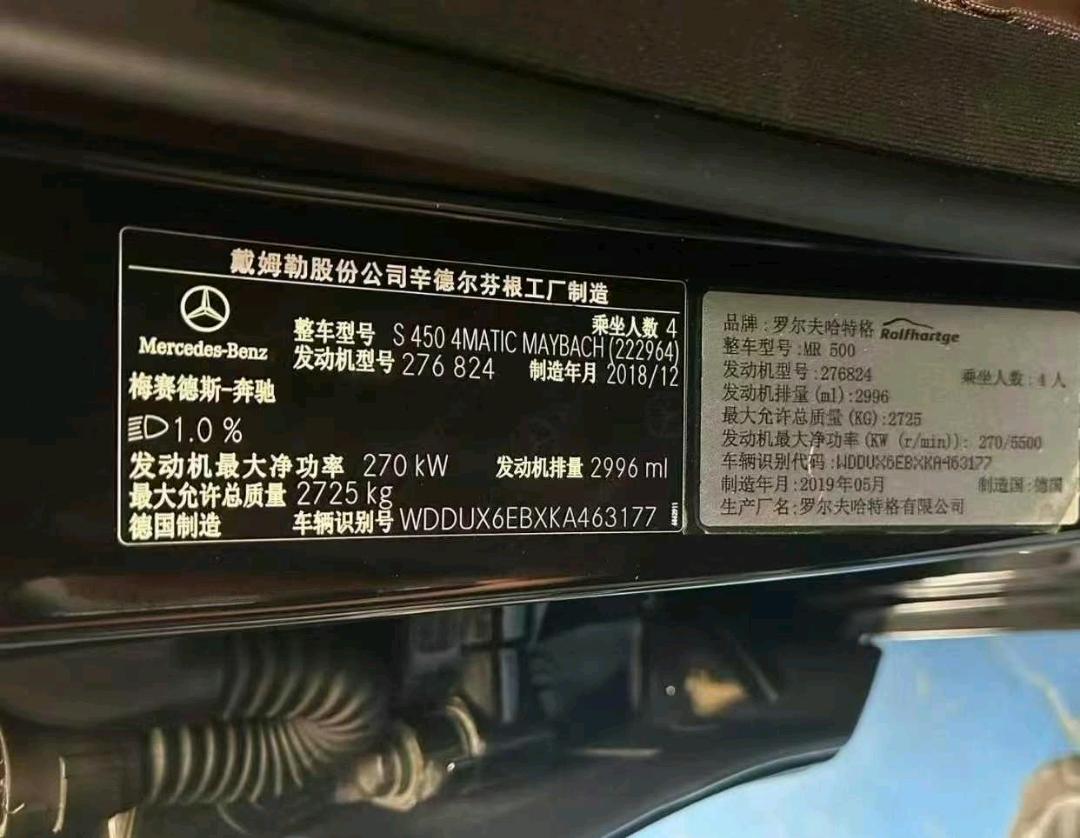 戴姆勒股份公司辛德尔芬根工厂制造
Mercedes-Benz
梅赛德斯-奔驰
乘坐人数 4
整车型号 S 450 4MATIC MAYBACH (222964)
发动机型号 276 824 制造年月 2018/12
1.0 %
发动机最大净功率 270 kW 发动机排量 2996 ml
最大允许总质量 2725 kg
德国制造 车辆识别号 WDDUX6EBXKA463177
品牌:罗尔夫哈特格 Rolfhartge
整车型号:MR 500
发动机型号:276824 乘坐人数:4 人
发动机排量(ml):2996
最大允许总质量(KG):2725
发动机最大净功率(KW (r/min)): 270/5500
车辆识别代码:WDDUX6EBXKA463177
制造年月:2019年05月 制造国:德国
生产厂名:罗尔夫哈特格有限公司